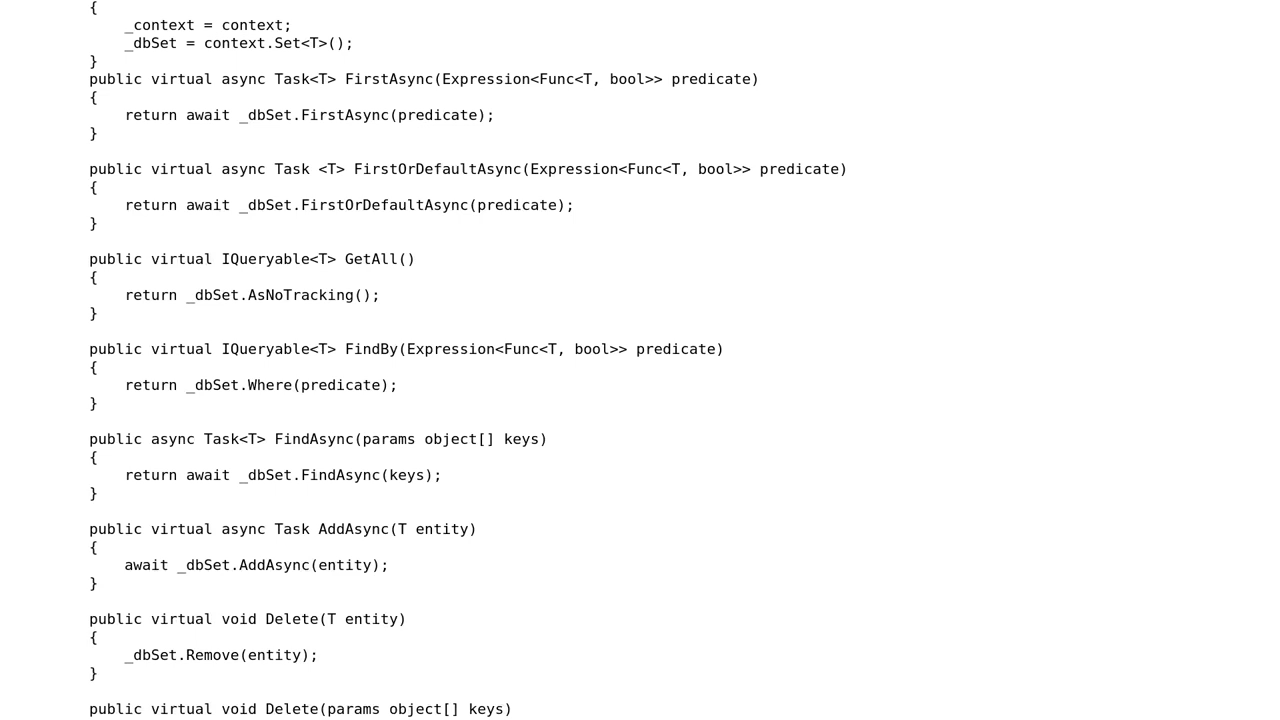 {
    _context = context;
    _dbSet = context.Set<T>();
}
public virtual async Task<T> FirstAsync(Expression<Func<T, bool>> predicate)
{
    return await _dbSet.FirstAsync(predicate);
}

public virtual async Task <T> FirstOrDefaultAsync(Expression<Func<T, bool>> predicate)
{
    return await _dbSet.FirstOrDefaultAsync(predicate);
}

public virtual IQueryable<T> GetAll()
{
    return _dbSet.AsNoTracking();
}

public virtual IQueryable<T> FindBy(Expression<Func<T, bool>> predicate)
{
    return _dbSet.Where(predicate);
}

public async Task<T> FindAsync(params object[] keys)
{
    return await _dbSet.FindAsync(keys);
}

public virtual async Task AddAsync(T entity)
{
    await _dbSet.AddAsync(entity);
}

public virtual void Delete(T entity)
{
    _dbSet.Remove(entity);
}

public virtual void Delete(params object[] keys)